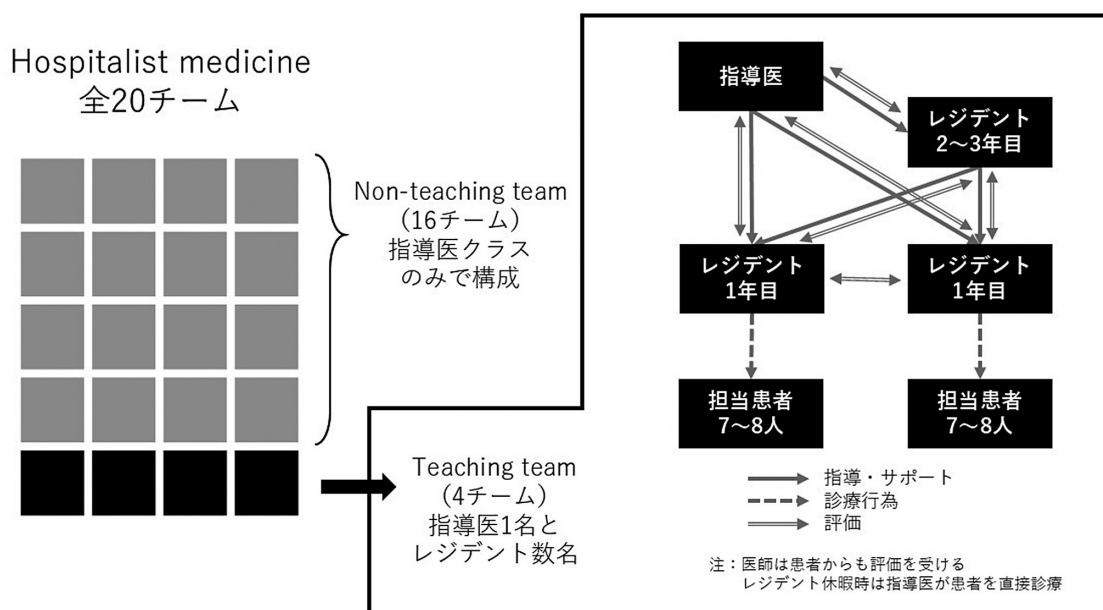 Hospitalist medicine
全20チーム
Non-teaching team
(16チーム)
指導医クラス
のみで構成
Teaching team
(4チーム)
指導医1名と
レジデント数名
指導医
レジデント
2～3年目
レジデント
1年目
レジデント
1年目
担当患者
7～8人
担当患者
7～8人
指導・サポート
診療行為
評価
注：医師は患者からも評価を受ける
レジデント休暇時は指導医が患者を直接診療